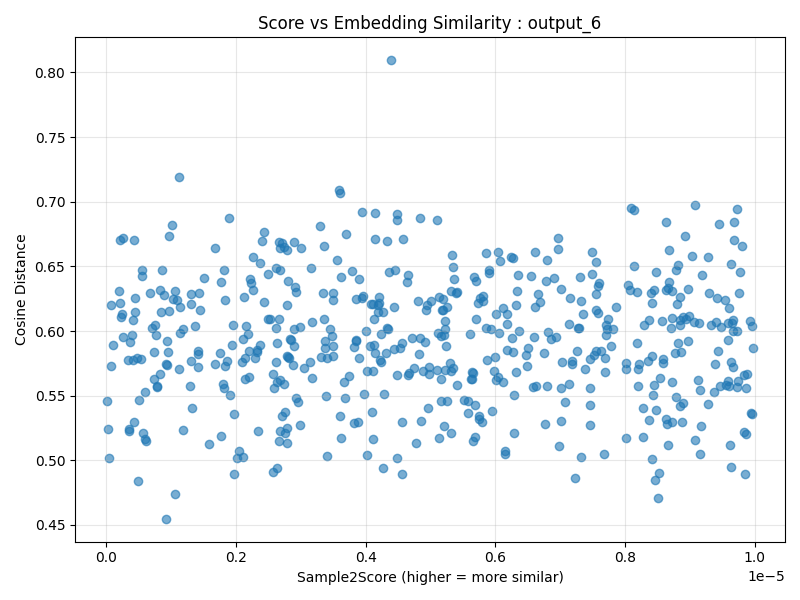 Score vs Embedding Similarity : output_6
0.80
0.75
0.70
0.65
0.60
0.55
0.50
0.45
Cosine Distance
0.0 0.2 0.4 0.6 0.8 1.0
1e−5
Sample2Score (higher = more similar)